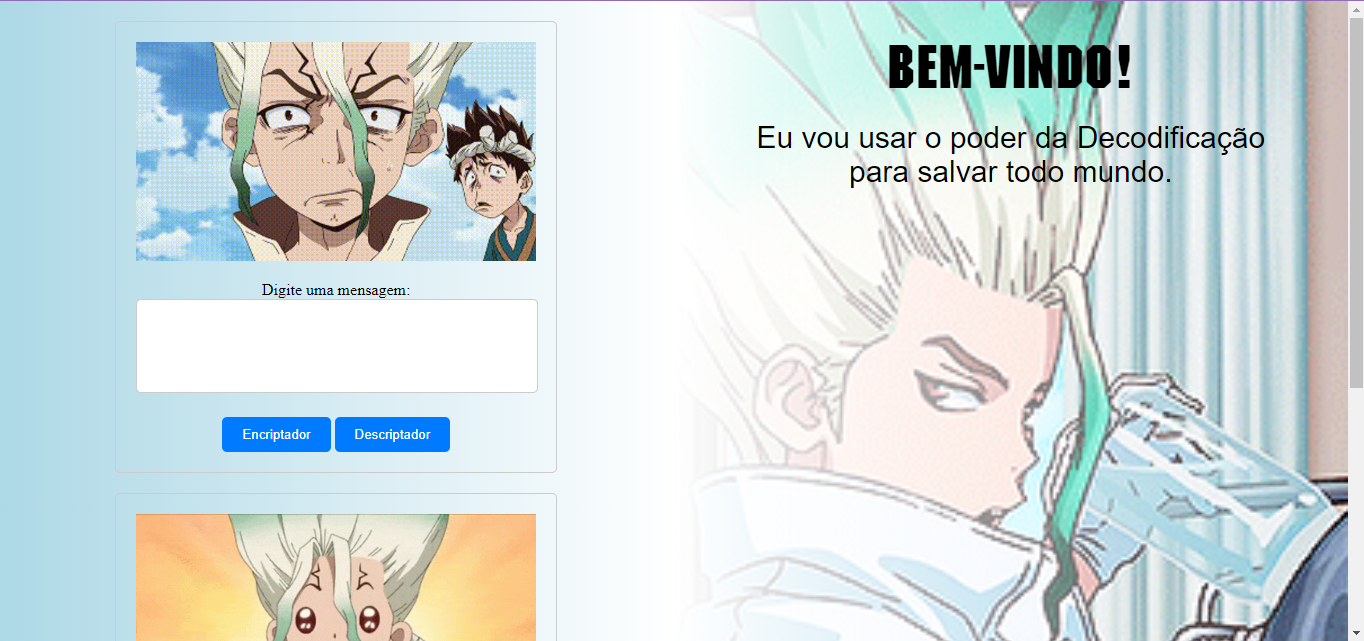 BEM-VINDO!
Eu vou usar o poder da Decodificação
para salvar todo mundo.
Digite uma mensagem:
Encriptador
Descriptador